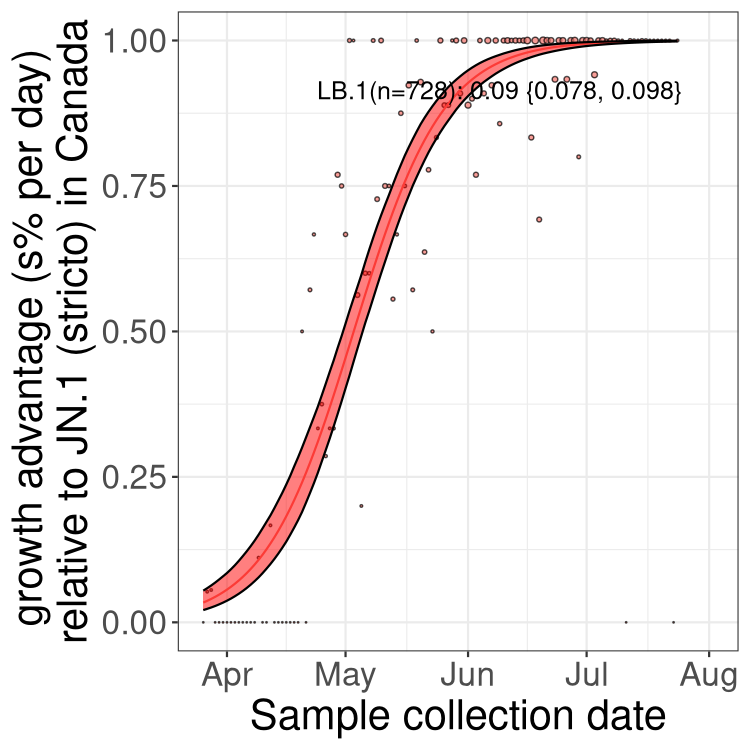 growth advantage (s% per day)
relative to JN.1 (stricto) in Canada
1.00
0.75
0.50
0.25
0.00
LB.1(n=728): 0.09 {0.078, 0.098}
Apr May Jun Jul Aug
Sample collection date